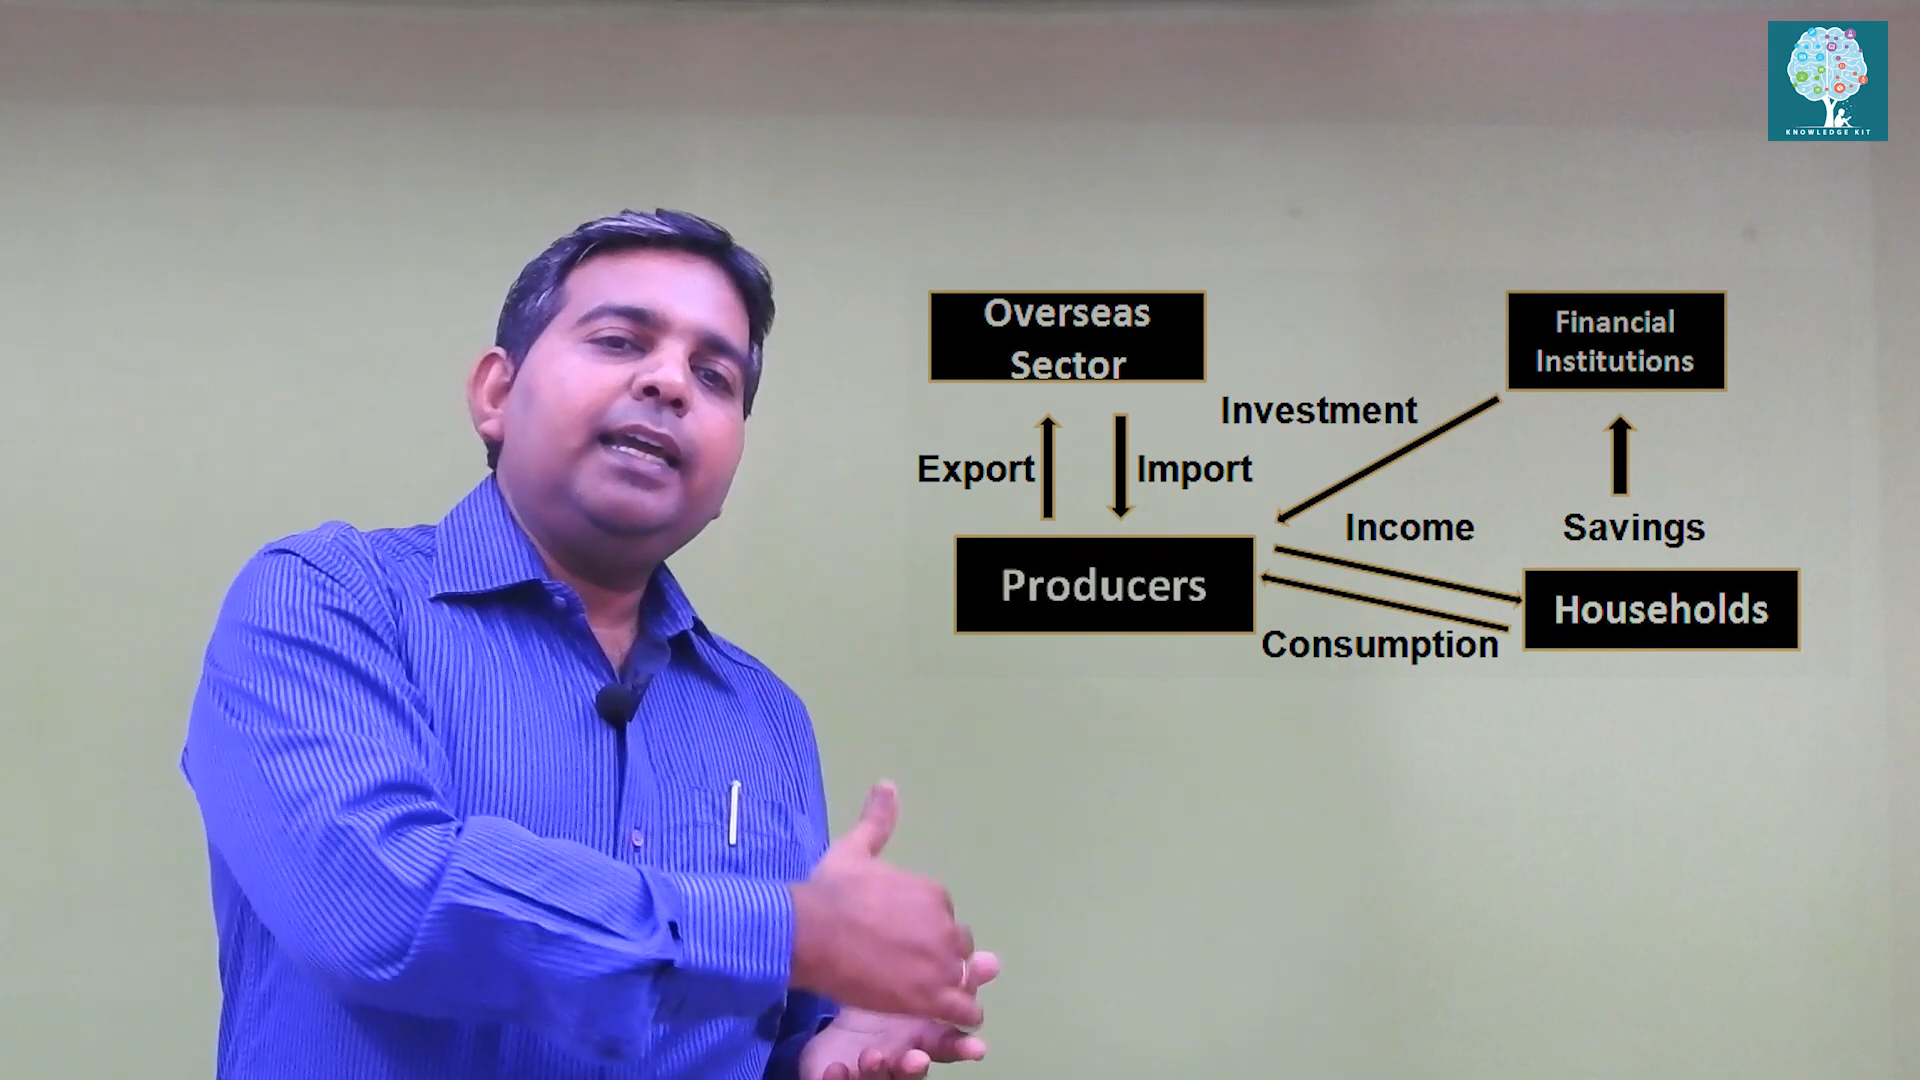 KNOWLEDGE KIT
Overseas
Sector
Financial
Institutions
Investment
Export
Import
Income
Savings
Producers
Households
Consumption